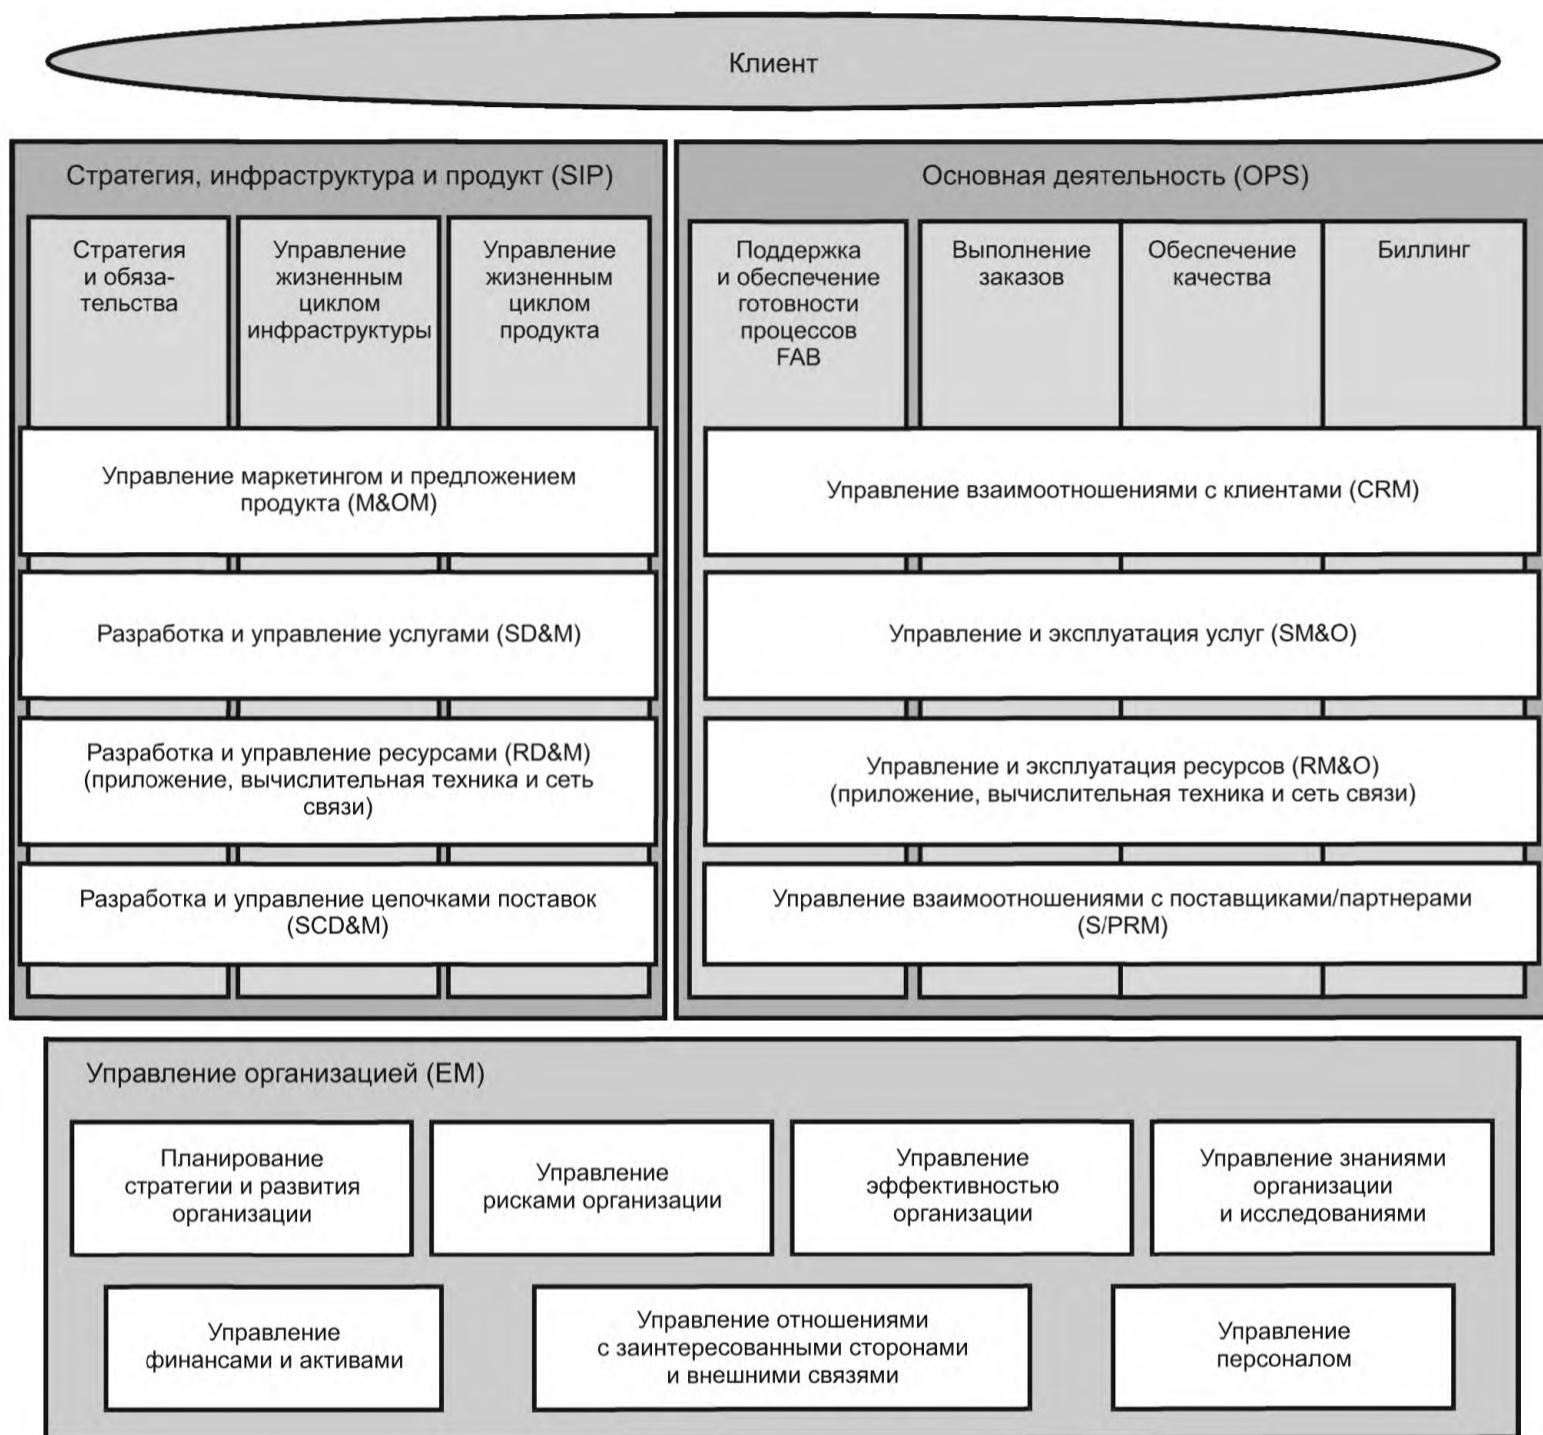 Клиент
Стратегия, инфраструктура и продукт (SIP)
Стратегия
и обяза-
тельства
Управление
жизненным
циклом
инфраструктуры
Управление
жизненным
циклом
продукта
Управление маркетингом и предложением
продукта (M&OM)
Разработка и управление услугами (SD&M)
Разработка и управление ресурсами (RD&M)
(приложение, вычислительная техника и сеть
связи)
Разработка и управление цепочками поставок
(SCD&M)
Основная деятельность (OPS)
Поддержка
и обеспечение
готовности
процессов
FAB
Выполнение
заказов
Обеспечение
качества
Биллинг
Управление взаимоотношениями с клиентами (CRM)
Управление и эксплуатация услуг (SM&O)
Управление и эксплуатация ресурсов (RM&O)
(приложение, вычислительная техника и сеть связи)
Управление взаимоотношениями с поставщиками/партнерами
(S/PRM)
Управление организацией (EM)
Планирование
стратегии и развития
организации
Управление
рисками организации
Управление
эффективностью
организации
Управление знаниями
организации
и исследованиями
Управление
финансами и активами
Управление отношениями
с заинтересованными сторонами
и внешними связями
Управление
персоналом